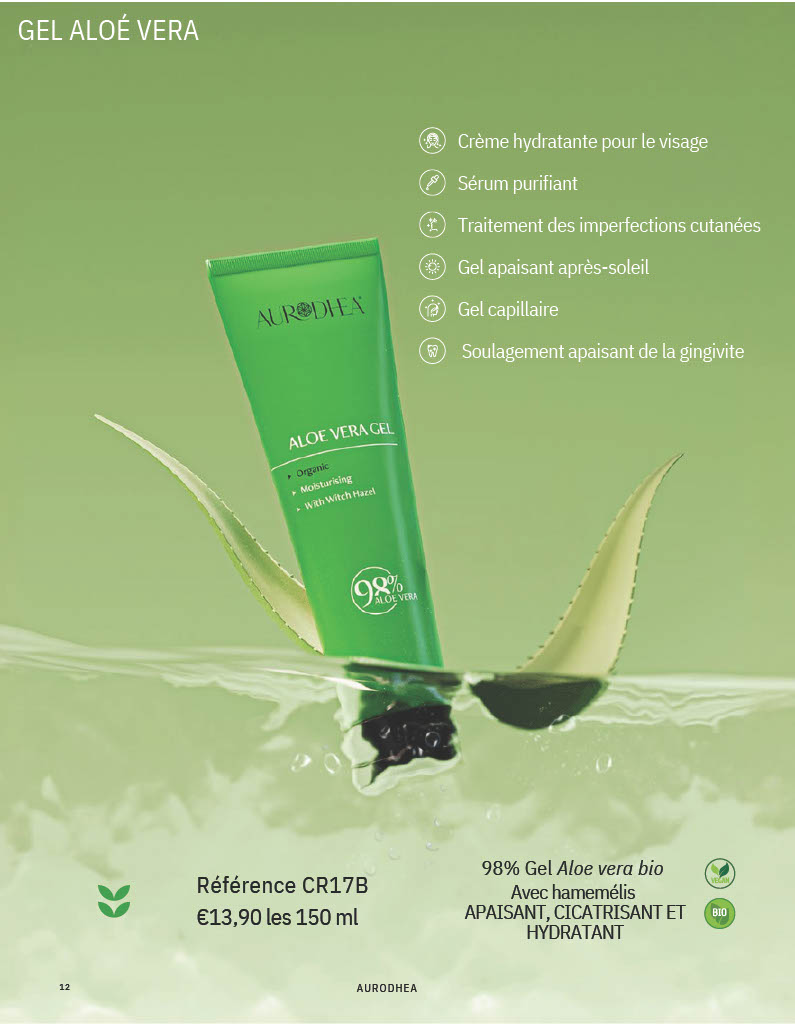 GEL ALOÉ VERA
Crème hydratante pour le visage
Sérum purifiant
Traitement des imperfections cutanées
Gel apaisant après-soleil
Gel capillaire
Soulagement apaisant de la gingivite
AURODHEA
ALOE VERA GEL
Organic
Moisturising
With Witch Hazel
98%
ALOE VERA
Référence CR17B
€13,90 les 150 ml
98% Gel Aloe vera bio
Avec hamemélis
APAISANT, CICATRISANT ET
HYDRATANT
VEGAN
BIO
12
AURODHEA